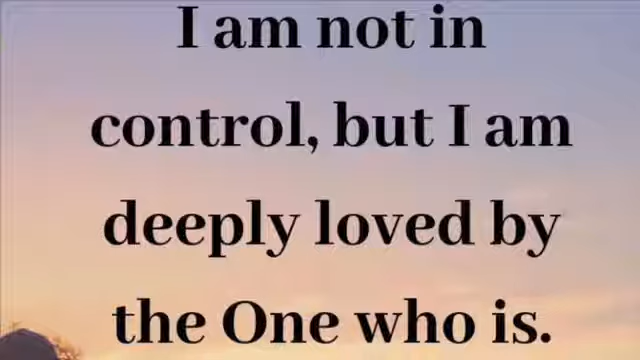 I am not in
control, but I am
deeply loved by
the One who is.